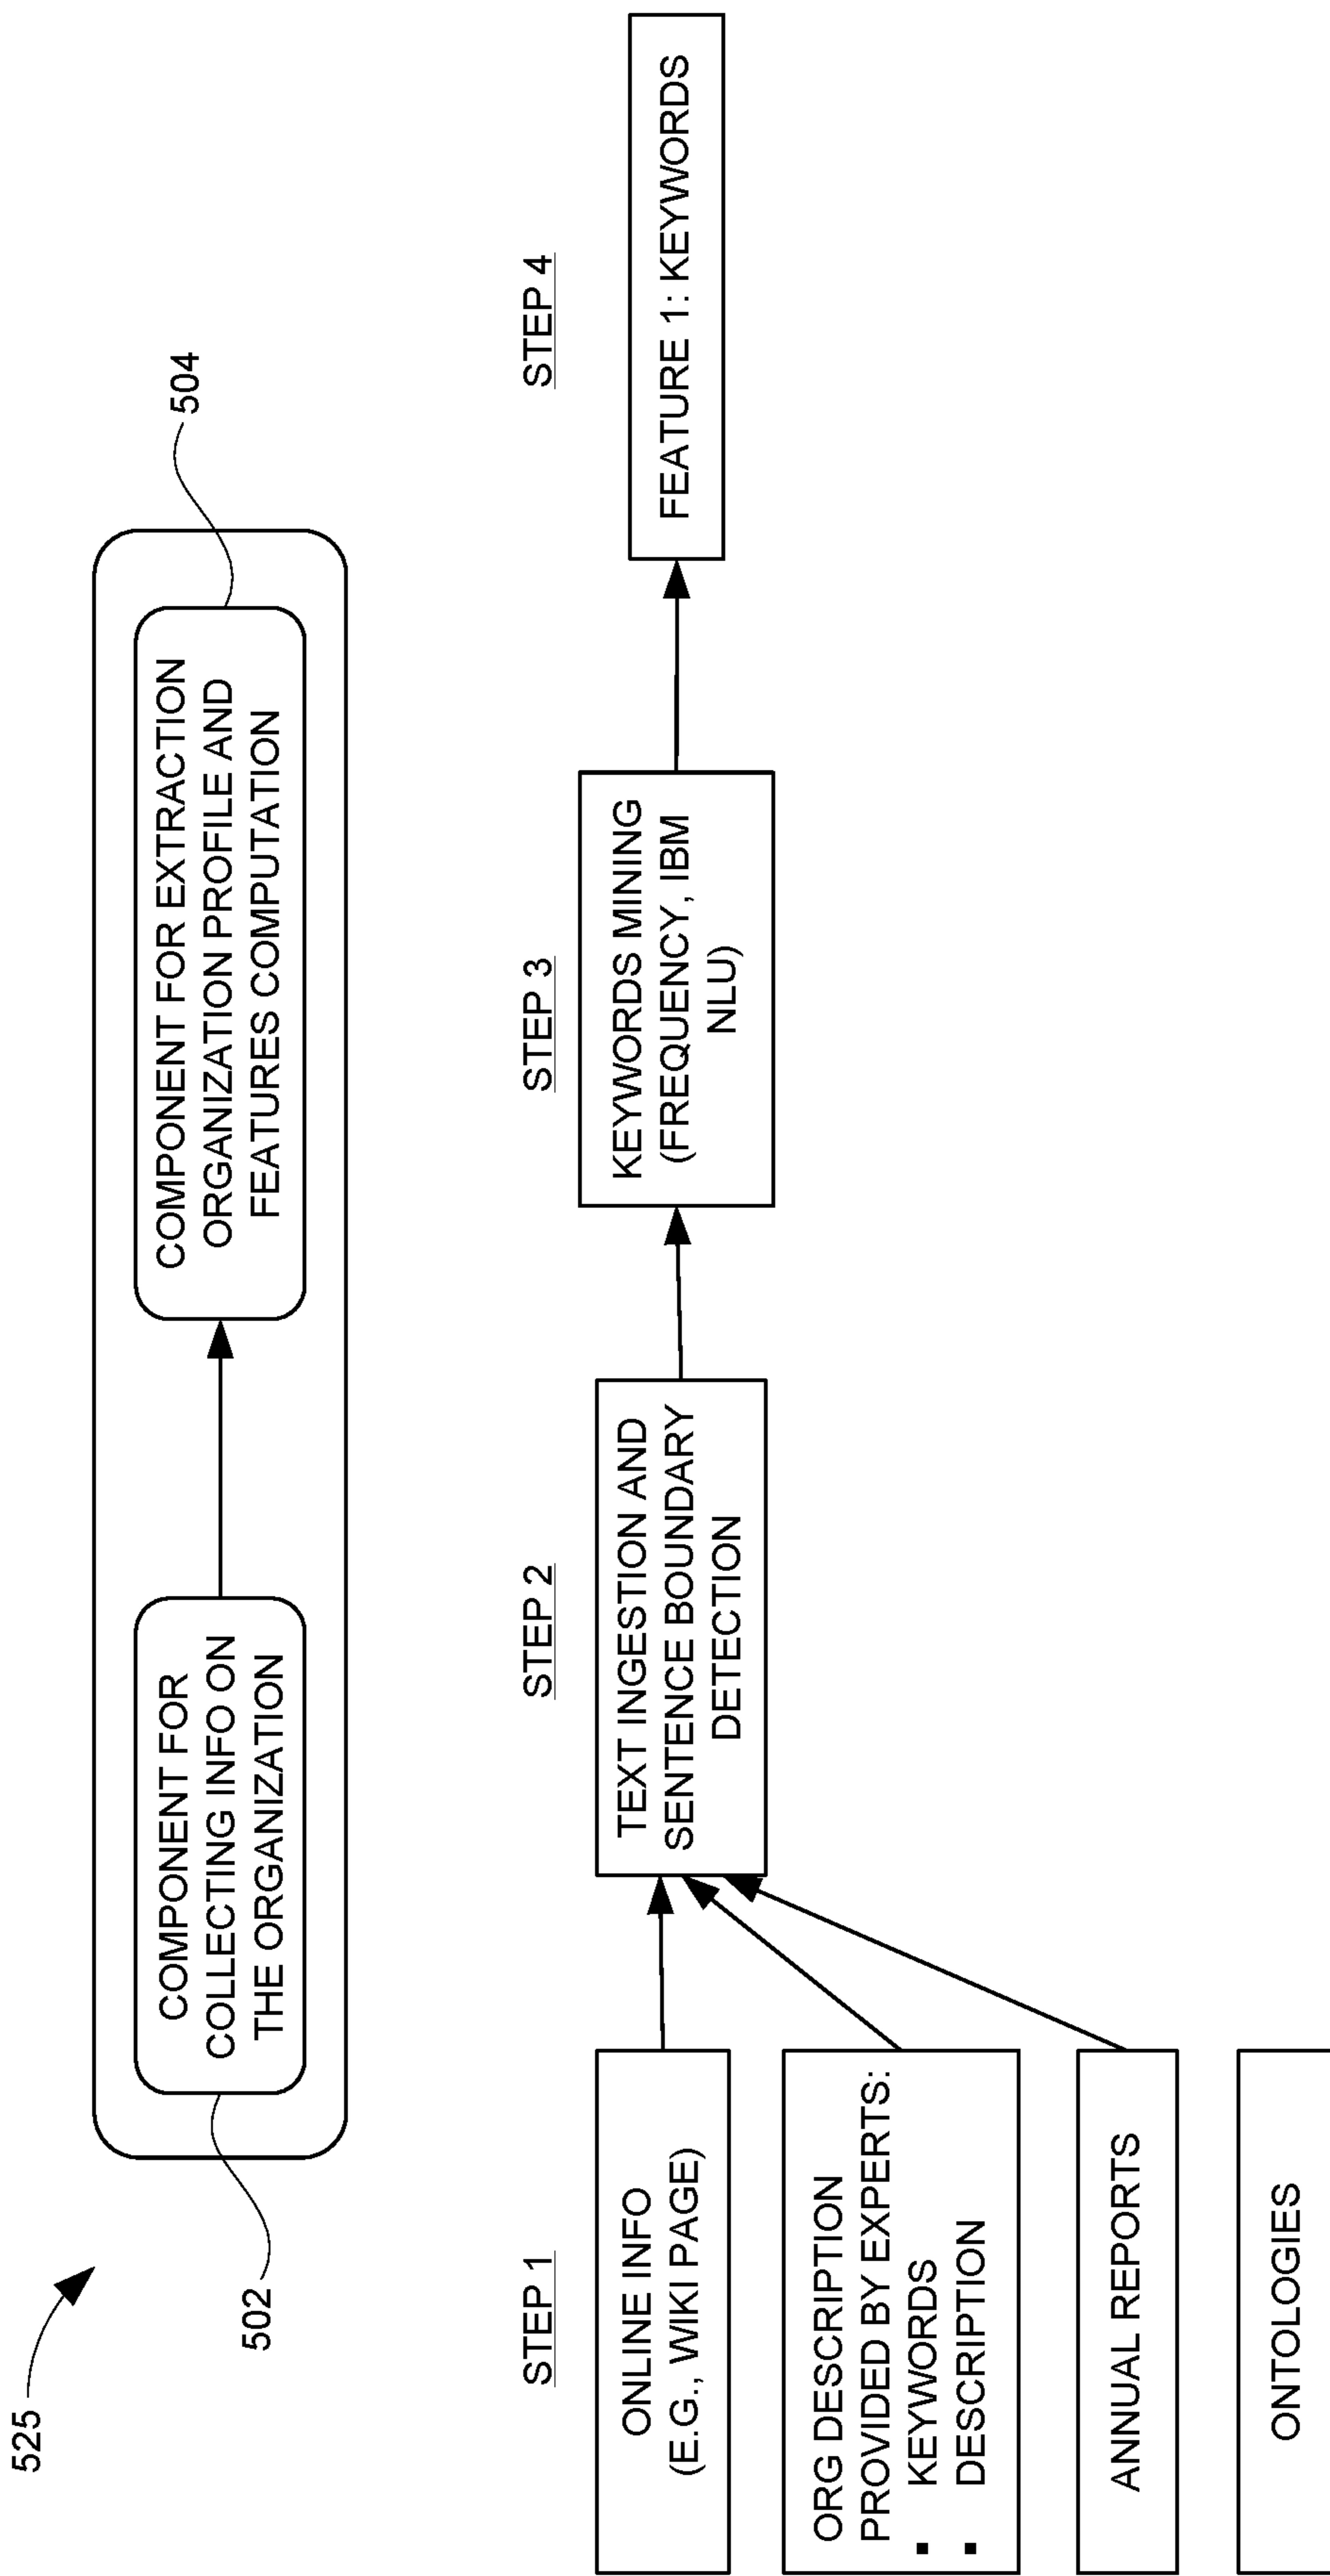 525
502
COMPONENT FOR
COLLECTING INFO ON
THE ORGANIZATION
COMPONENT FOR EXTRACTION
ORGANIZATION PROFILE AND
FEATURES COMPUTATION
504
STEP 1
ONLINE INFO
(E.G., WIKI PAGE)
ORG DESCRIPTION
PROVIDED BY EXPERTS:
▪ KEYWORDS
▪ DESCRIPTION
ANNUAL REPORTS
ONTOLOGIES
STEP 2
TEXT INGESTION AND
SENTENCE BOUNDARY
DETECTION
STEP 3
KEYWORDS MINING
(FREQUENCY, IBM
NLU)
STEP 4
FEATURE 1: KEYWORDS